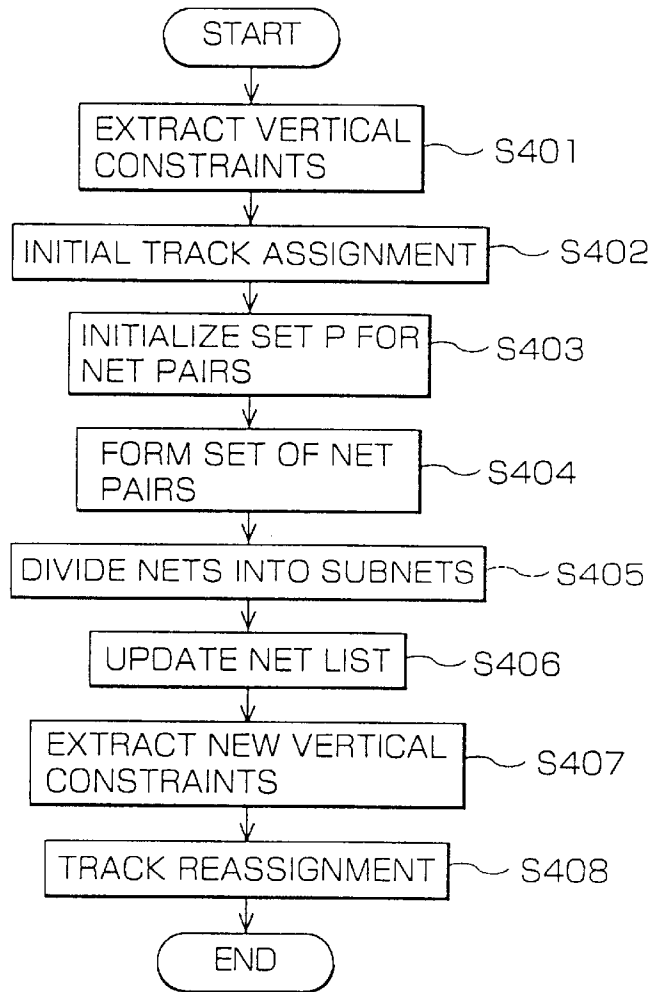 START
EXTRACT VERTICAL
CONSTRAINTS
S401
INITIAL TRACK ASSIGNMENT
S402
INITIALIZE SET P FOR
NET PAIRS
S403
FORM SET OF NET
PAIRS
S404
DIVIDE NETS INTO SUBNETS
S405
UPDATE NET LIST
S406
EXTRACT NEW VERTICAL
CONSTRAINTS
S407
TRACK REASSIGNMENT
S408
END